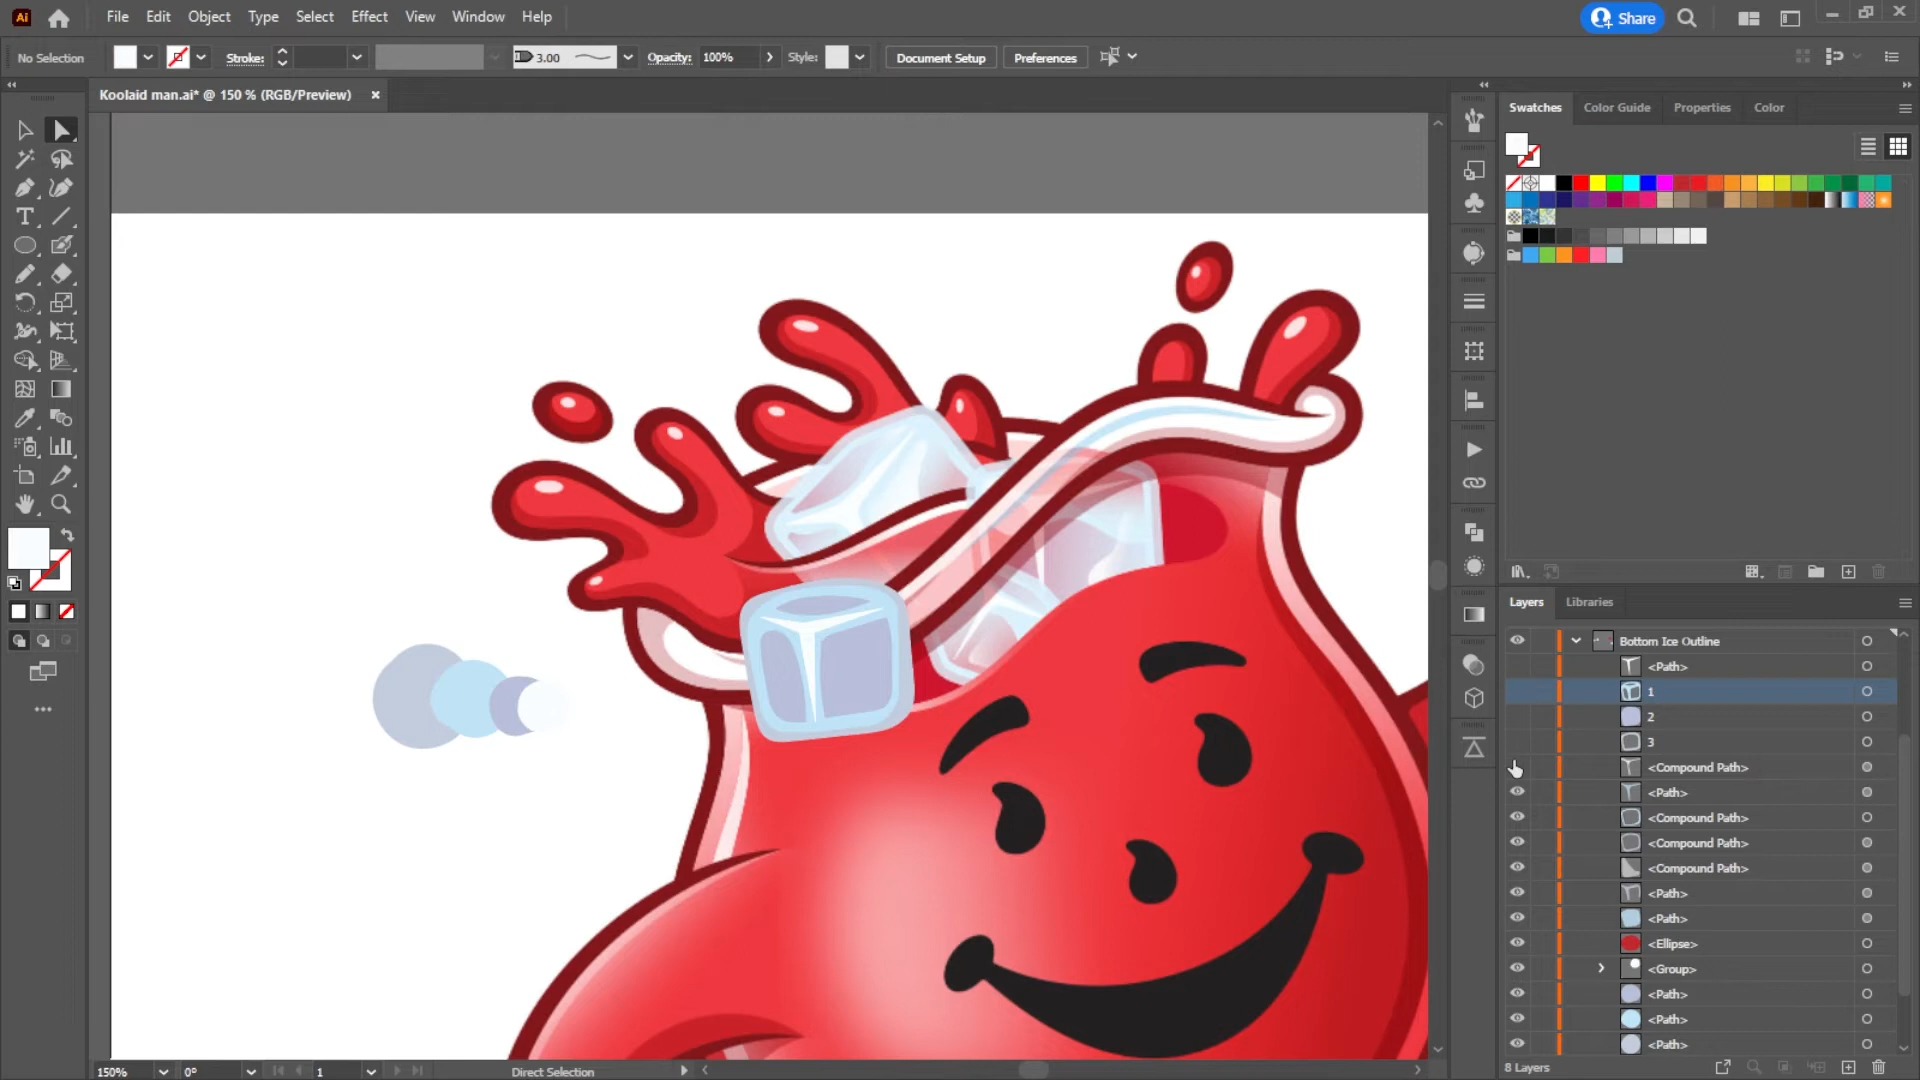 Ai File Edit Object Type Select Effect View Window Help Share
No Selection Stroke: 3.00 Opacity: 100% Style: Document Setup Preferences
Koolaid man.ai* @ 150 % (RGB/Preview) ×
Swatches Color Guide Properties Color
Layers Libraries
Bottom Ice Outline
<Path>
1
2
3
<Compound Path>
<Path>
<Compound Path>
<Compound Path>
<Compound Path>
<Path>
<Path>
<Ellipse>
<Group>
<Path>
<Path>
<Path>
8 Layers
150% 0° 1 Direct Selection